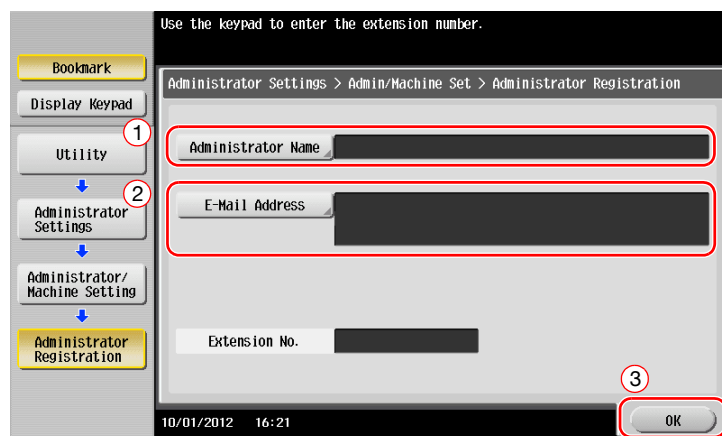 Use the keypad to enter the extension number.
Bookmark
Display Keypad
Administrator Settings > Admin/Machine Set > Administrator Registration
1
Utility
Administrator Name
2
Administrator
Settings
E-Mail Address
Administrator/
Machine Setting
Administrator
Registration
Extension No.
3
10/01/2012 16:21
OK